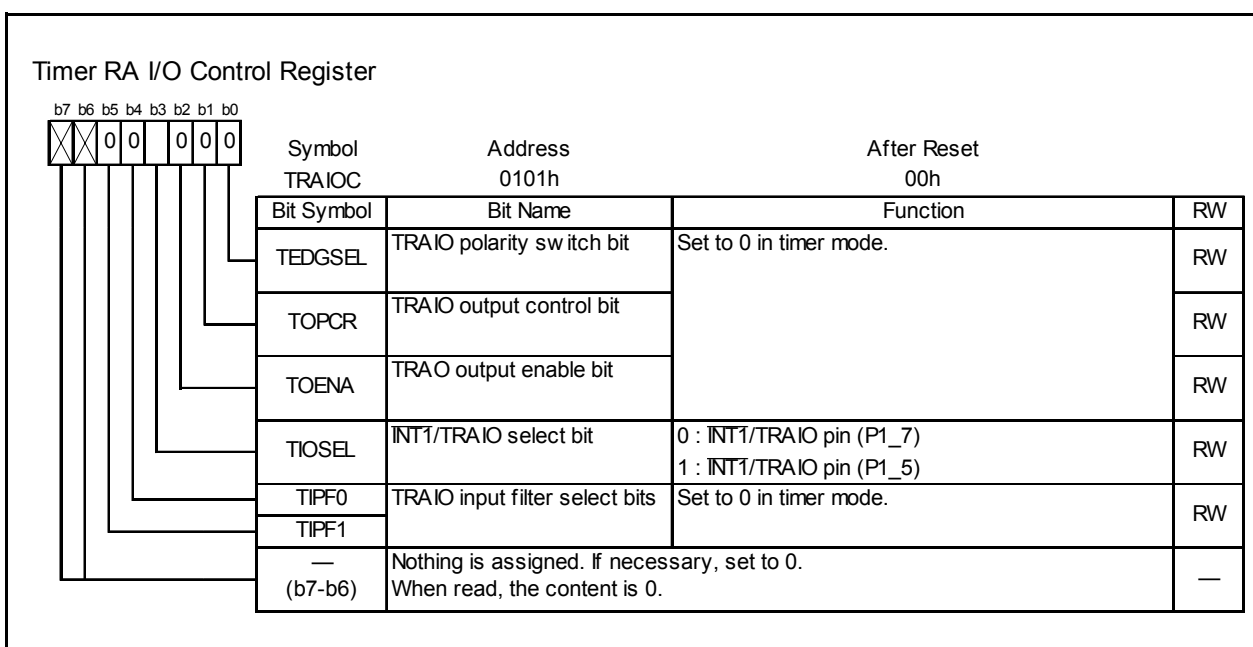 Timer RA I/O Control Register
b7 b6 b5 b4 b3 b2 b1 b0
0 0 0 0 0
Symbol Address After Reset
TRAIOC 0101h 00h
Bit Symbol Bit Name Function RW
TEDGSEL TRAIO polarity switch bit Set to 0 in timer mode. RW
TOPCR TRAIO output control bit RW
TOENA TRAO output enable bit RW
TIOSEL INT1/TRAIO select bit 0 : INT1/TRAIO pin (P1_7) RW
1 : INT1/TRAIO pin (P1_5)
TIPF0 TRAIO input filter select bits Set to 0 in timer mode. RW
TIPF1
— Nothing is assigned. If necessary, set to 0. —
(b7-b6) When read, the content is 0.